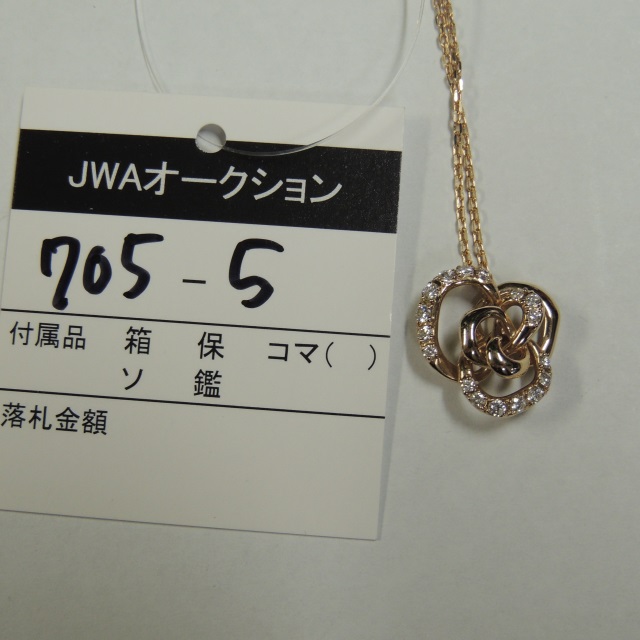 JWAオークション
705-5
付属品 箱 保 コマ( )
ソ 鑑
落札金額